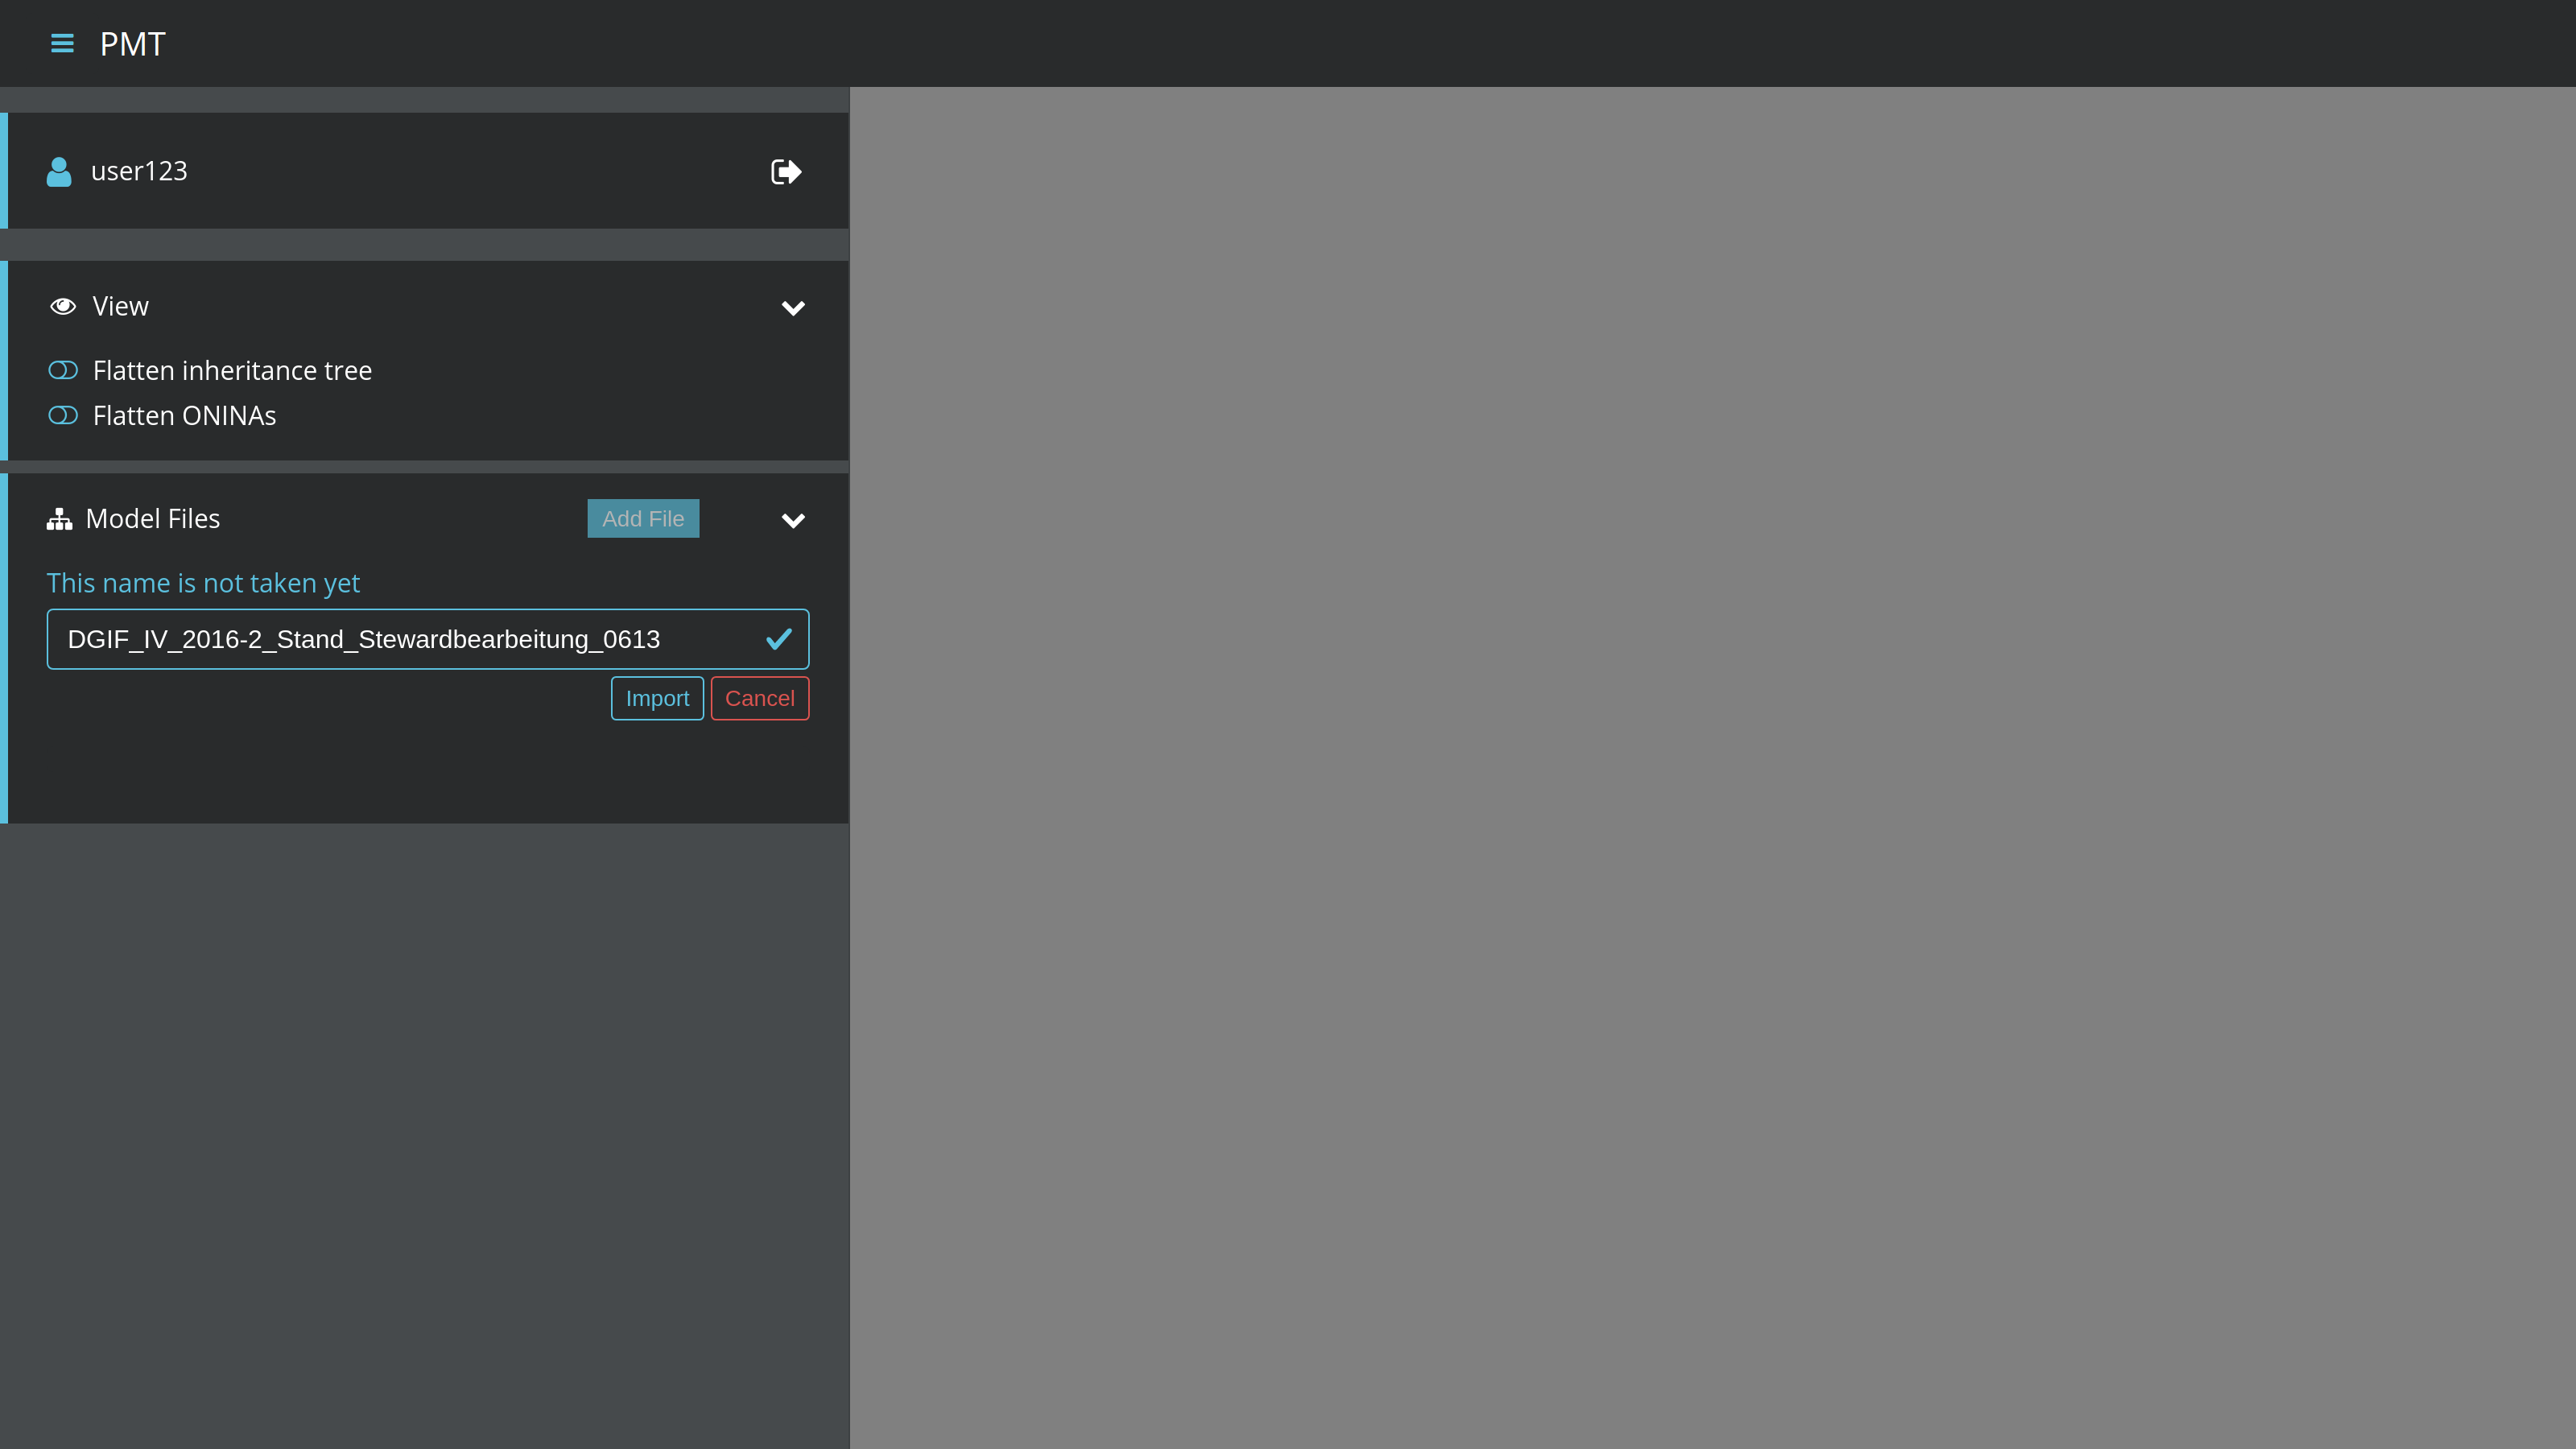 PMT
user123
View
Flatten inheritance tree
Flatten ONINAs
Model Files
Add File
This name is not taken yet
DGIF_IV_2016-2_Stand_Stewardbearbeitung_0613
Import
Cancel